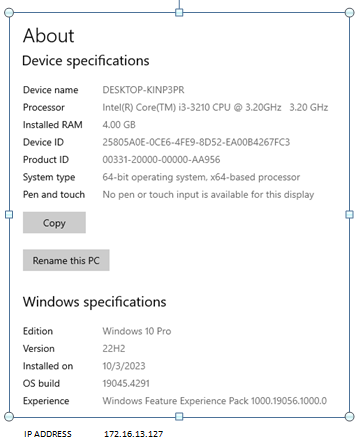 About
Device specifications
Device name DESKTOP-KINP3PR
Processor Intel(R) Core(TM) i3-3210 CPU @ 3.20GHz 3.20 GHz
Installed RAM 4.00 GB
Device ID 25805A0E-0CE6-4FE9-8D52-EA00B4267FC3
Product ID 00331-20000-00000-AA956
System type 64-bit operating system, x64-based processor
Pen and touch No pen or touch input is available for this display
Copy
Rename this PC
Windows specifications
Edition Windows 10 Pro
Version 22H2
Installed on 10/3/2023
OS build 19045.4291
Experience Windows Feature Experience Pack 1000.19056.1000.0
IP ADDRESS 172.16.13.127